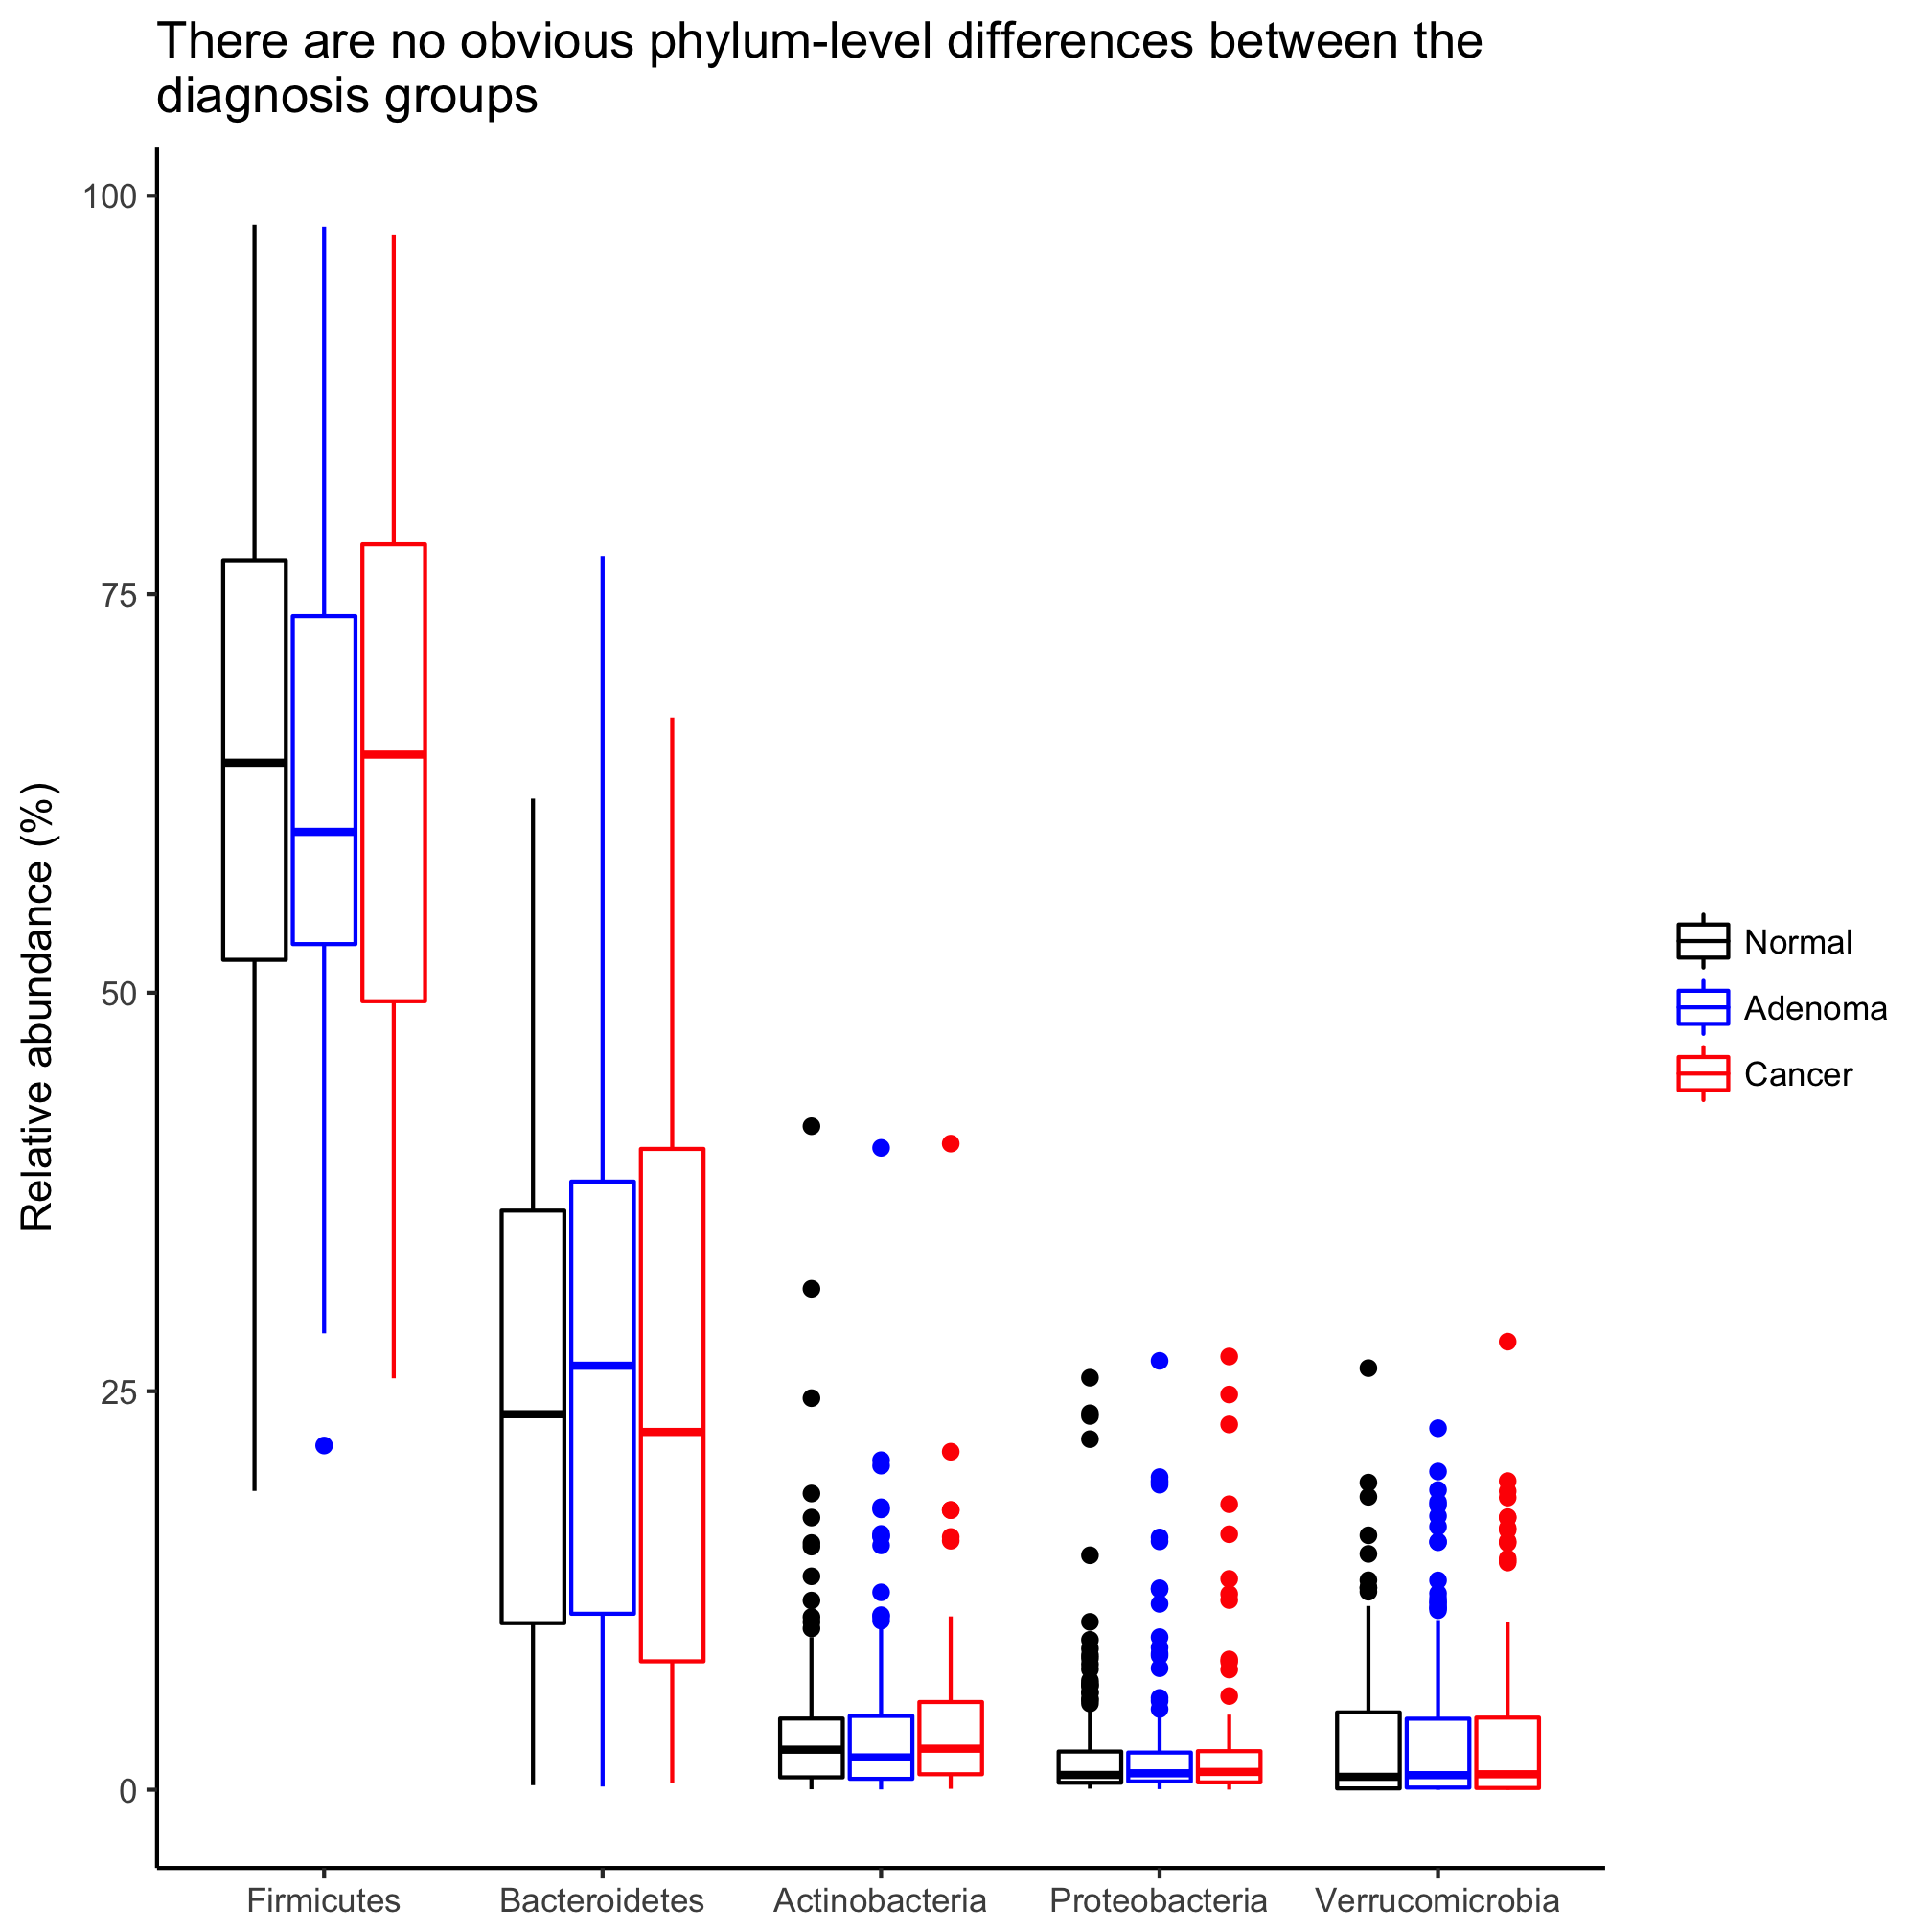 There are no obvious phylum-level differences between the
diagnosis groups
Relative abundance (%)
100
75
50
25
0
Firmicutes
Bacteroidetes
Actinobacteria
Proteobacteria
Verrucomicrobia
Normal
Adenoma
Cancer